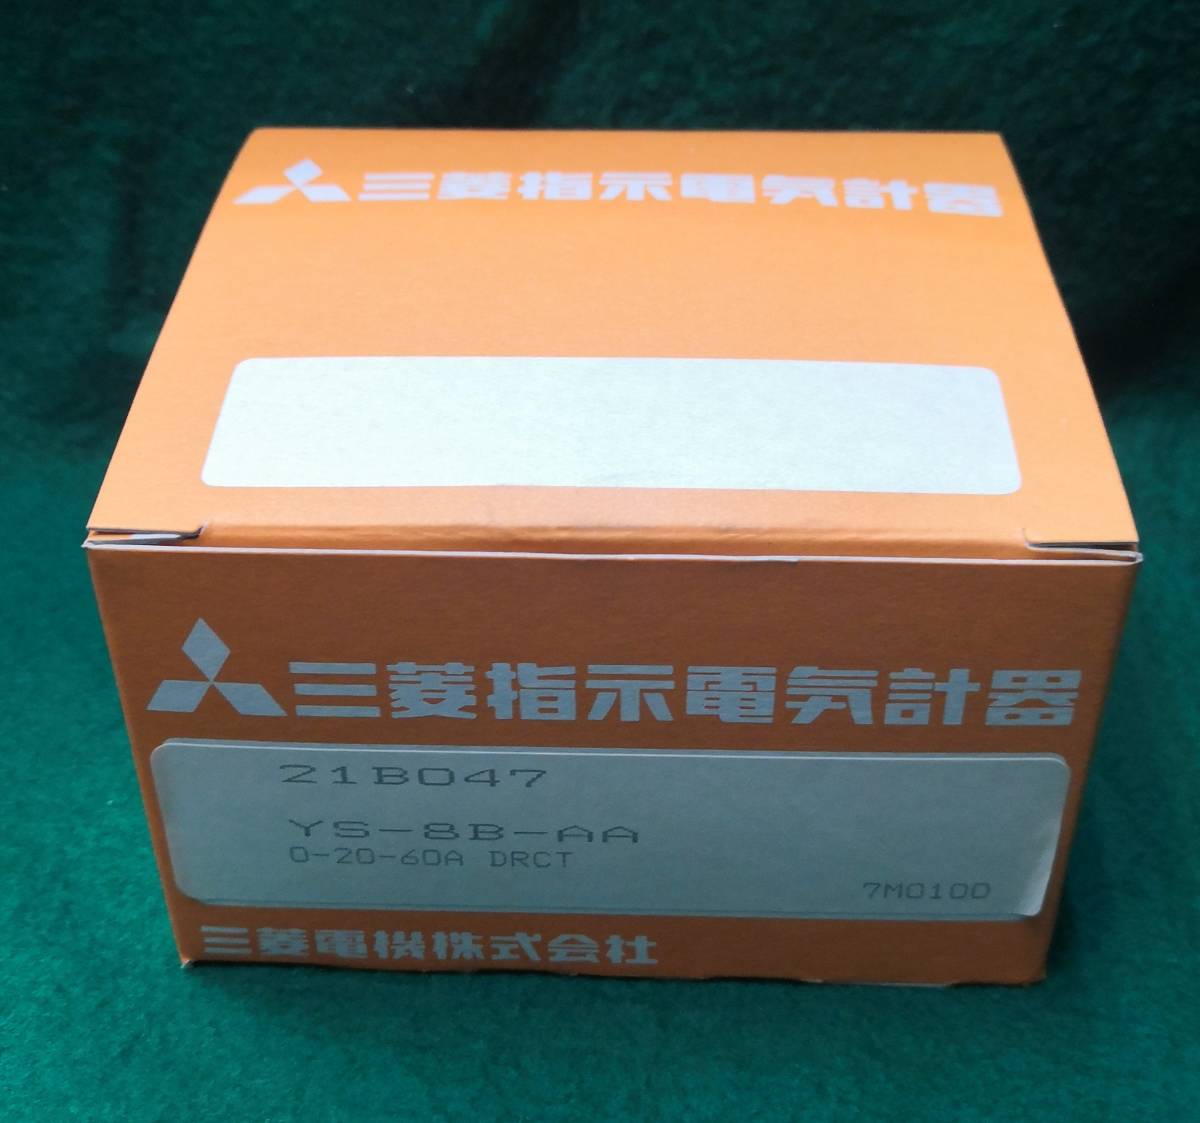 三菱指示電気計器
三菱指示電気計器
21B047
YS-8B-AA
0-20-60A DRCT
7M0100
三菱電機株式会社